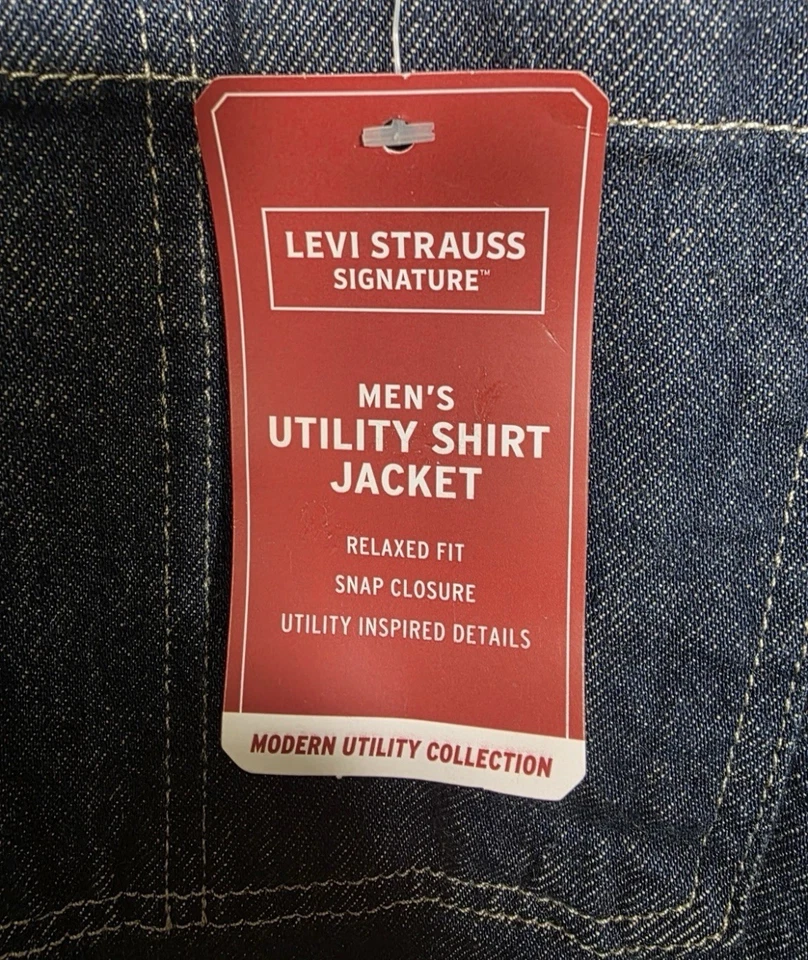 LEVI STRAUSS
SIGNATURE™
MEN'S
UTILITY SHIRT
JACKET
RELAXED FIT
SNAP CLOSURE
UTILITY INSPIRED DETAILS
MODERN UTILITY COLLECTION